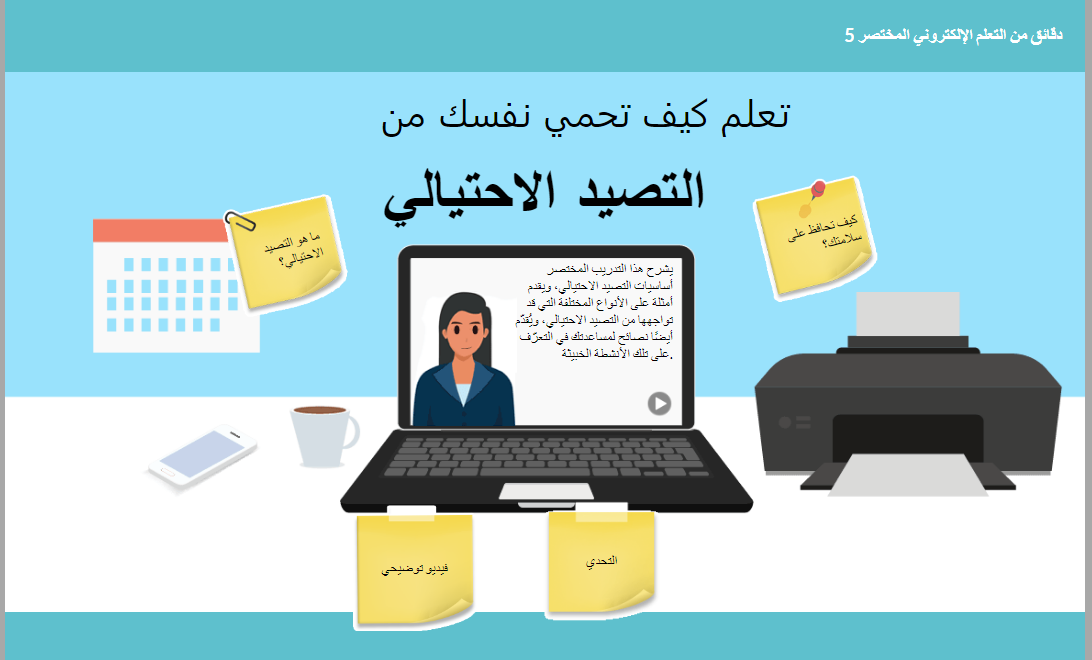 دقائق من التعلم الإلكتروني المختصر 5
تعلم كيف تحمي نفسك من
التصيد الاحتيالي
كيف تحافظ على
سلامتك؟
ما هو التصيد
الاحتيالي؟
يشرح هذا التدريب المختصر
أساسيات التصيد الاحتيالي، ويقدم
أمثلة على الأنواع المختلفة التي قد
تواجهها من التصيد الاحتيالي، ويُقدّم
أيضًا نصائح لمساعدتك في التعرّف
.على تلك الأنشطة الخبيثة
التحدي
فيديو توضيحي